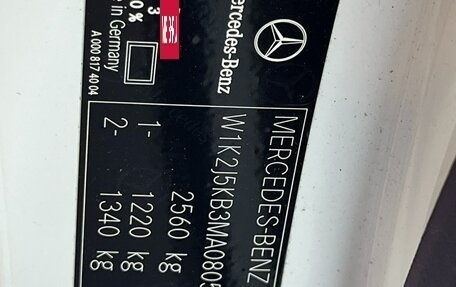 MERCEDES-BENZ
W1K2J5KB3MA0805
2560 kg
1- 1220 kg
2- 1340 kg
Mercedes-Benz
3
0 %
in Germany
A 000 817 40 04